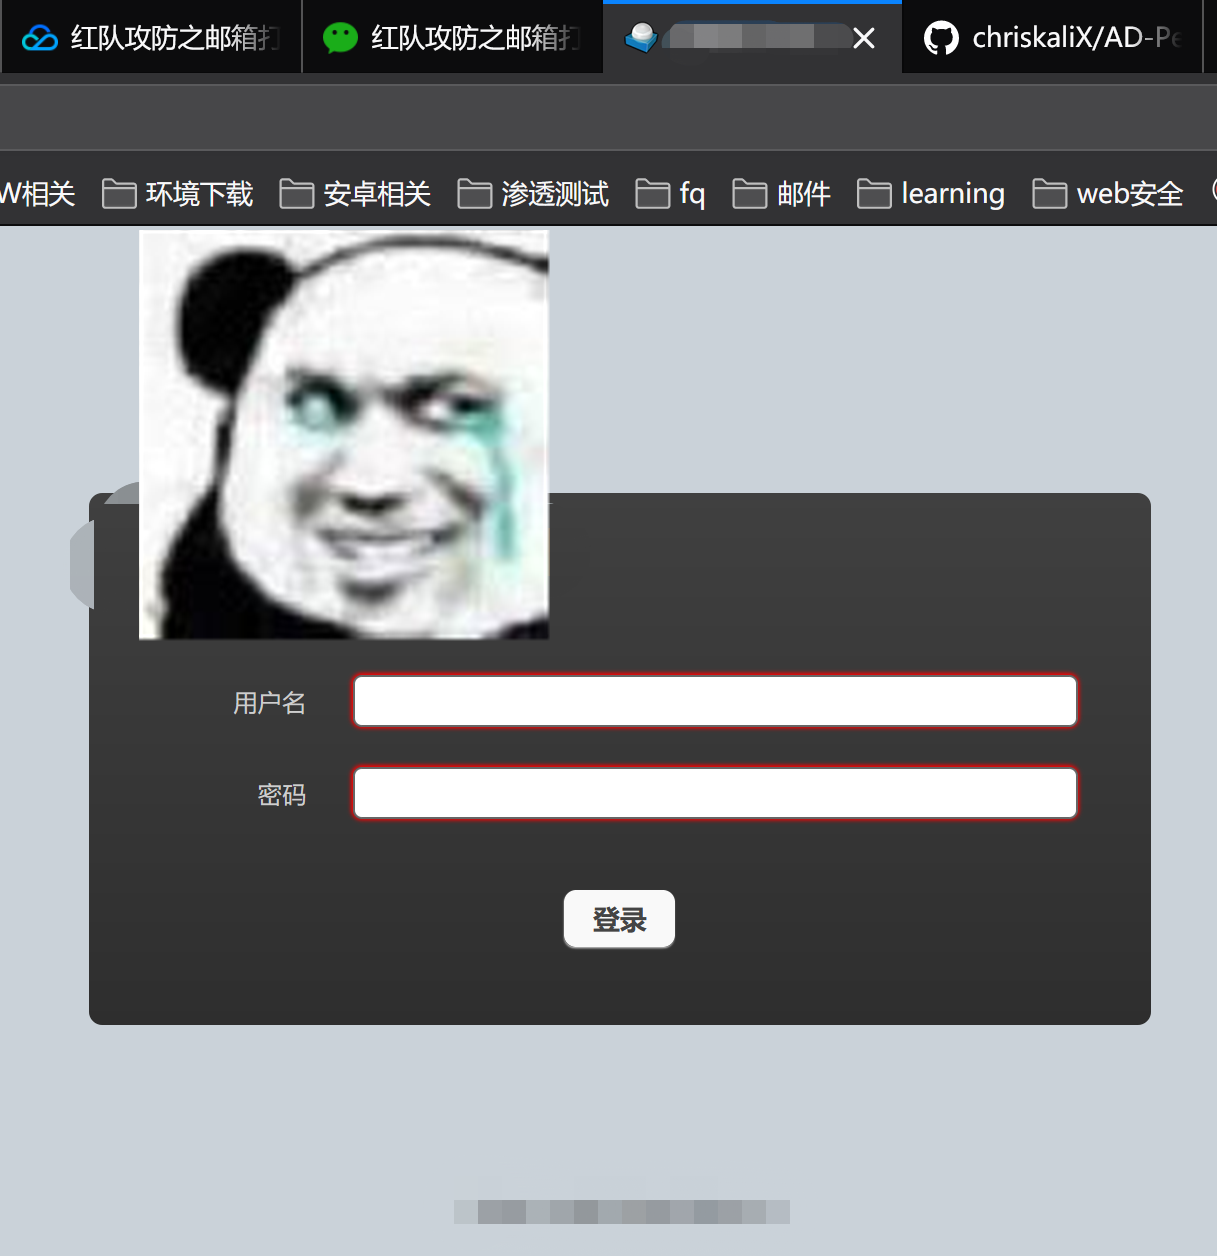 红队攻防之邮箱打
红队攻防之邮箱打
chriskaliX/AD-Pe
W相关
环境下载
安卓相关
渗透测试
fq
邮件
learning
web安全
用户名
密码
登录